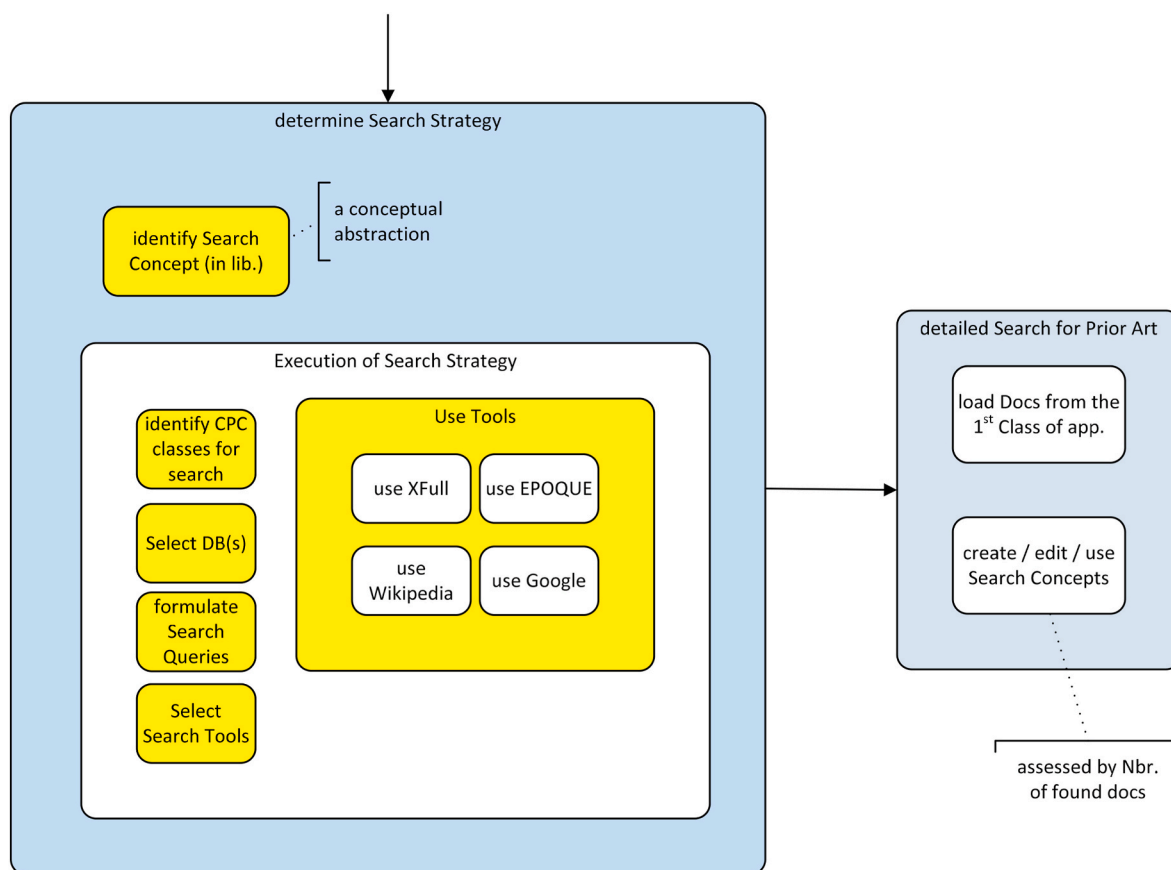 determine Search Strategy
identify Search
Concept (in lib.)
a conceptual
abstraction
Execution of Search Strategy
identify CPC
classes for
search
Select DB(s)
formulate
Search
Queries
Select
Search Tools
Use Tools
use XFull
use EPOQUE
use
Wikipedia
use Google
detailed Search for Prior Art
load Docs from the
1st Class of app.
create / edit / use
Search Concepts
assessed by Nbr.
of found docs